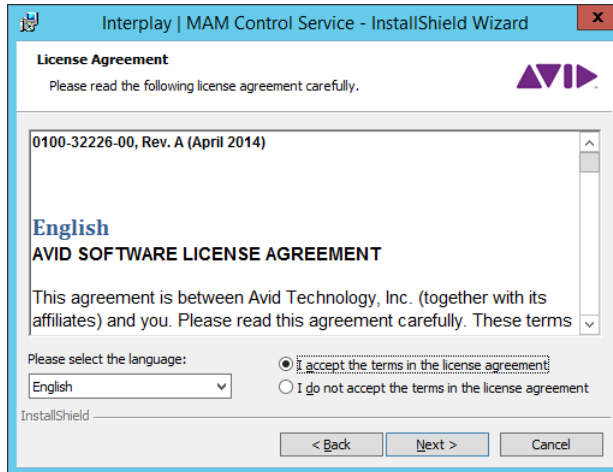 Interplay | MAM Control Service - InstallShield Wizard
x
License Agreement
Please read the following license agreement carefully.
AVID
0100-32226-00, Rev. A (April 2014)
English
AVID SOFTWARE LICENSE AGREEMENT
This agreement is between Avid Technology, Inc. (together with its
affiliates) and you. Please read this agreement carefully. These terms
Please select the language:
English
I accept the terms in the license agreement
I do not accept the terms in the license agreement
InstallShield
< Back
Next >
Cancel